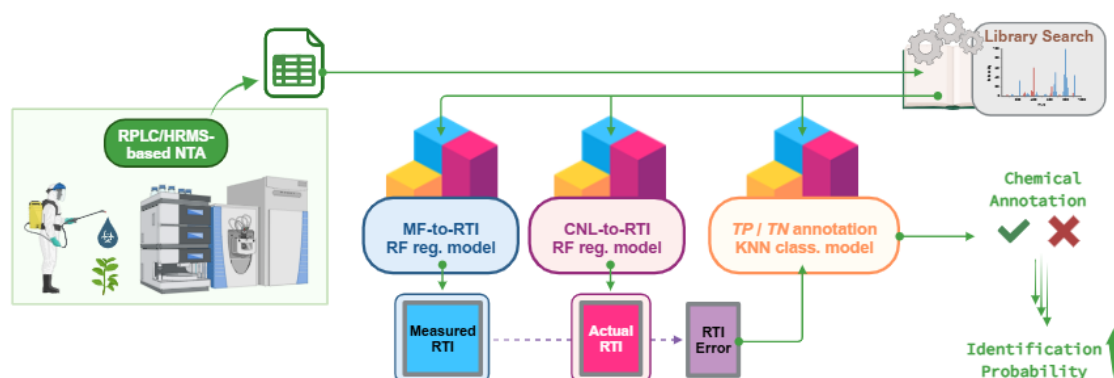 Library Search
RPLC/HRMS-
based NTA
MF-to-RTI
RF reg. model
CNL-to-RTI
RF reg. model
TP / TN annotation
KNN class. model
Chemical
Annotation
Measured
RTI
Actual
RTI
RTI
Error
Identification
Probability